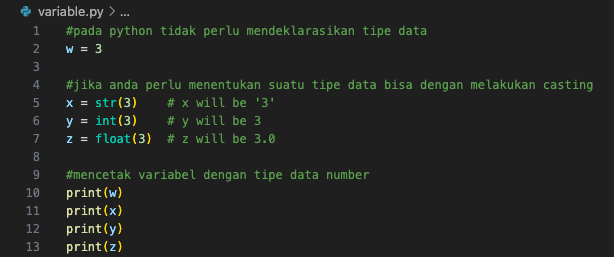 variable.py > ...
1 #pada python tidak perlu mendeklarasikan tipe data
2 w = 3
3
4 #jika anda perlu menentukan suatu tipe data bisa dengan melakukan casting
5 x = str(3)    # x will be '3'
6 y = int(3)    # y will be 3
7 z = float(3)  # z will be 3.0
8
9 #mencetak variabel dengan tipe data number
10 print(w)
11 print(x)
12 print(y)
13 print(z)